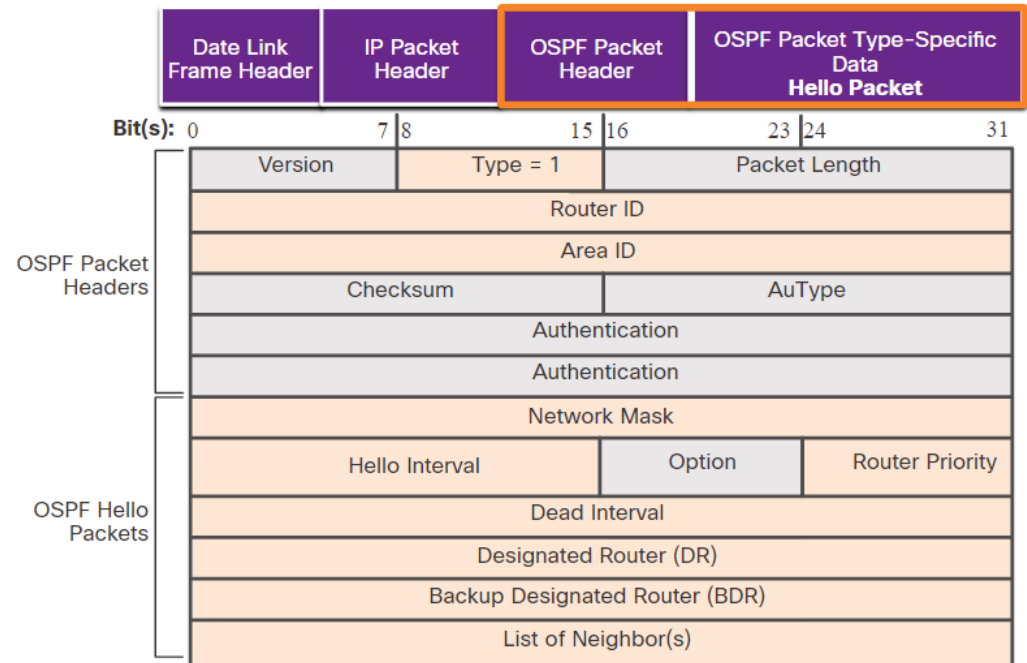 Date Link
Frame Header
IP Packet
Header
OSPF Packet
Header
OSPF Packet Type-Specific
Data
Hello Packet
Bit(s): 0 7 8 15 16 23 24 31
OSPF Packet
Headers
Version Type = 1 Packet Length
Router ID
Area ID
Checksum AuType
Authentication
Authentication
OSPF Hello
Packets
Network Mask
Hello Interval Option Router Priority
Dead Interval
Designated Router (DR)
Backup Designated Router (BDR)
List of Neighbor(s)